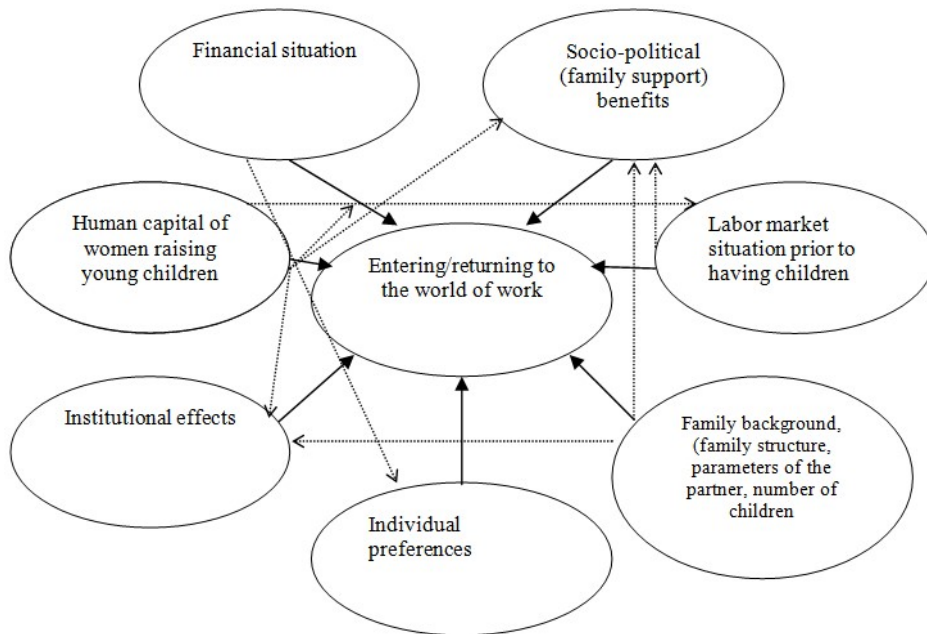 Financial situation
Socio-political
(family support)
benefits
Human capital of
women raising
young children
Entering/returning to
the world of work
Labor market
situation prior to
having children
Institutional effects
Individual
preferences
Family background,
(family structure,
parameters of the
partner, number of
children